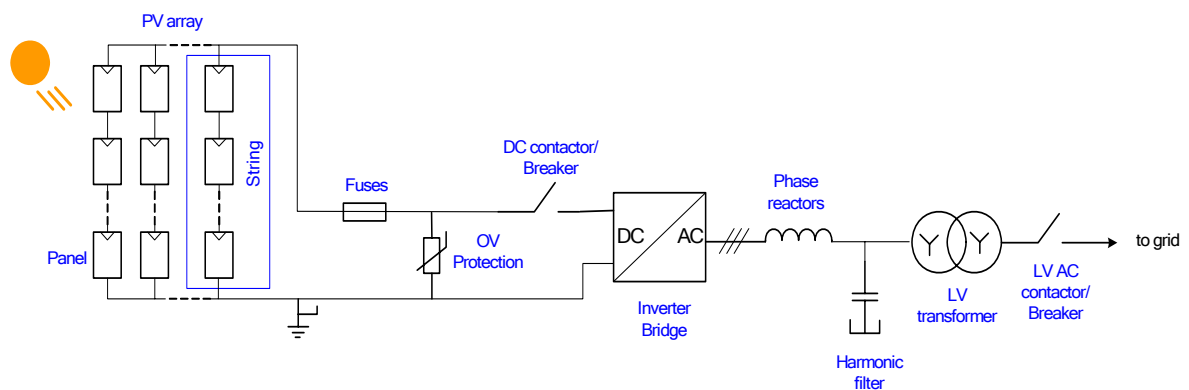 PV array
String
Panel
Fuses
OV
Protection
DC contactor/
Breaker
DC
AC
Inverter
Bridge
Phase
reactors
Harmonic
filter
LV
transformer
LV AC
contactor/
Breaker
to grid